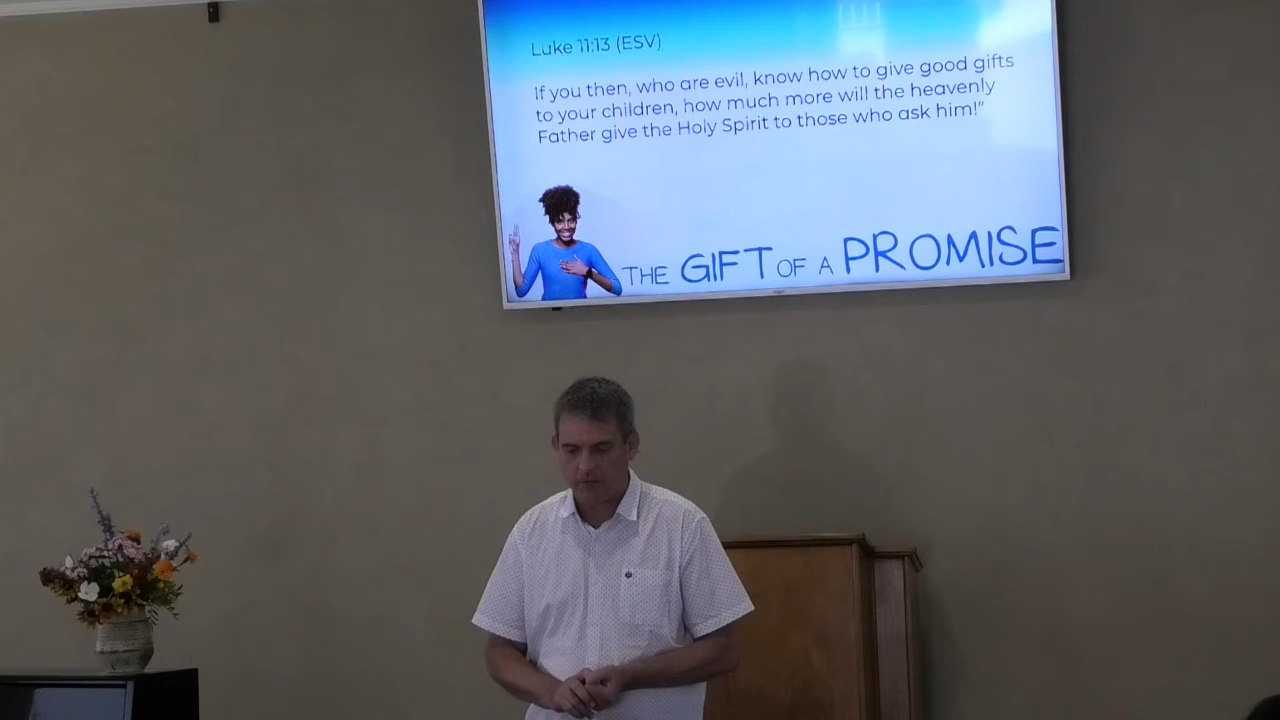 Luke 11:13 (ESV)
If you then, who are evil, know how to give good gifts
to your children, how much more will the heavenly
Father give the Holy Spirit to those who ask him!”
THE GIFT OF A PROMISE